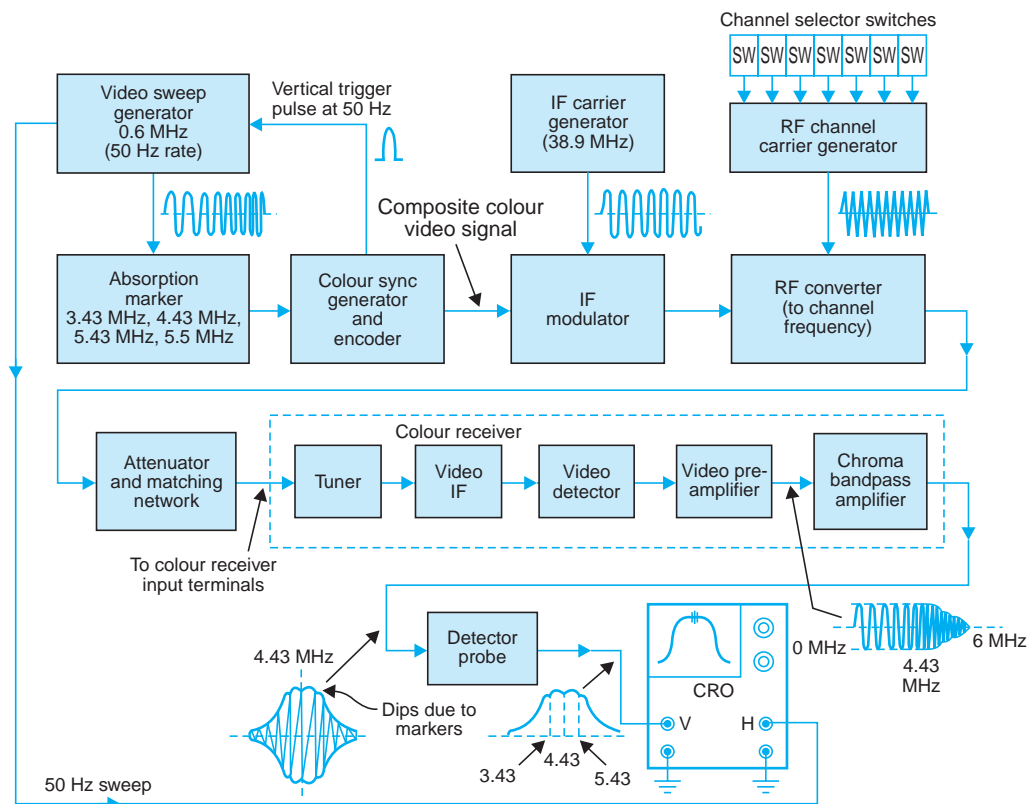 Channel selector switches
SW SW SW SW SW SW SW
Video sweep
generator
0.6 MHz
(50 Hz rate)
Vertical trigger
pulse at 50 Hz
IF carrier
generator
(38.9 MHz)
RF channel
carrier generator
Composite colour
video signal
Absorption
marker
3.43 MHz, 4.43 MHz,
5.43 MHz, 5.5 MHz
Colour sync
generator
and
encoder
IF
modulator
RF converter
(to channel
frequency)
Colour receiver
Attenuator
and matching
network
Tuner
Video
IF
Video
detector
Video pre-
amplifier
Chroma
bandpass
amplifier
To colour receiver
input terminals
Detector
probe
4.43 MHz
Dips due to
markers
3.43
4.43
5.43
CRO
V
H
0 MHz
4.43
MHz
6 MHz
50 Hz sweep